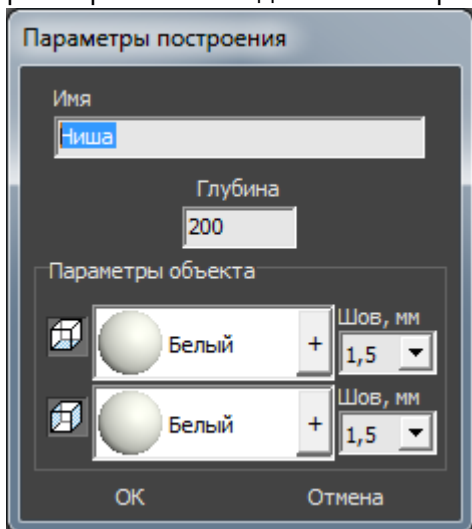 Параметры построения
Имя
Ниша
Глубина
200
Параметры объекта
Шов, мм
Белый + 1,5
Шов, мм
Белый + 1,5
ОК Отмена